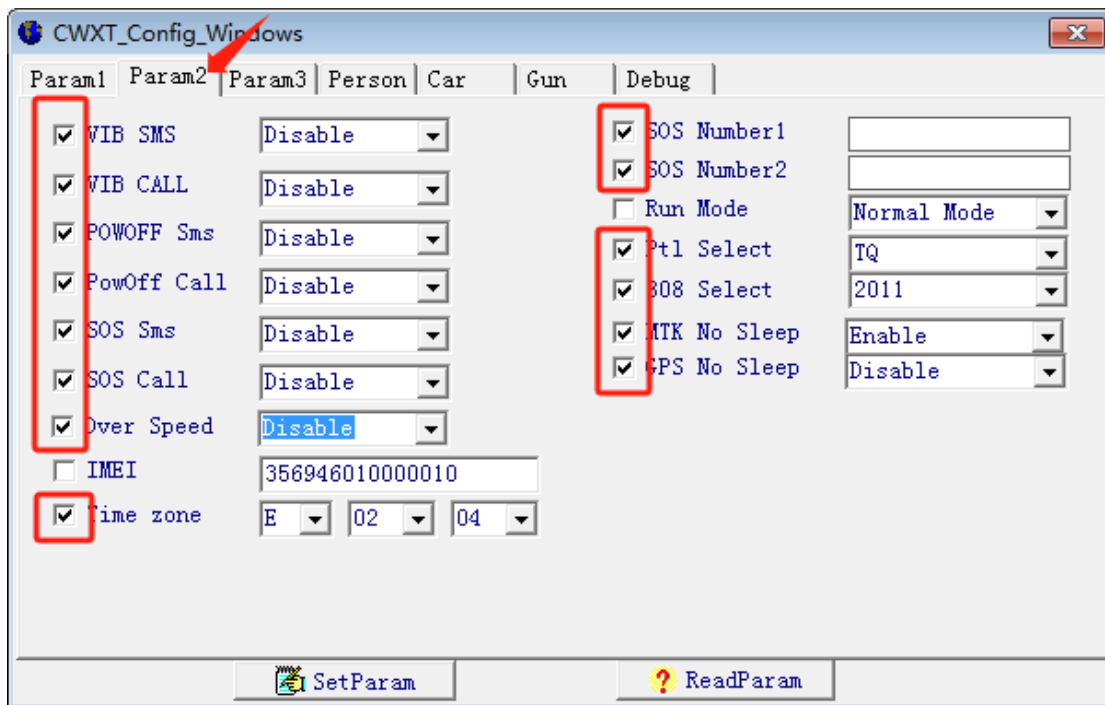 CWXT_Config_Windows
Param1 Param2 Param3 Person Car Gun Debug
VIB SMS Disable
VIB CALL Disable
POWOFF Sms Disable
PowOff Call Disable
SOS Sms Disable
SOS Call Disable
Over Speed Disable
IMEI 356946010000010
Time zone E 02 04
SOS Number1
SOS Number2
Run Mode Normal Mode
Ptl Select TQ
808 Select 2011
MTK No Sleep Enable
GPS No Sleep Disable
SetParam ReadParam